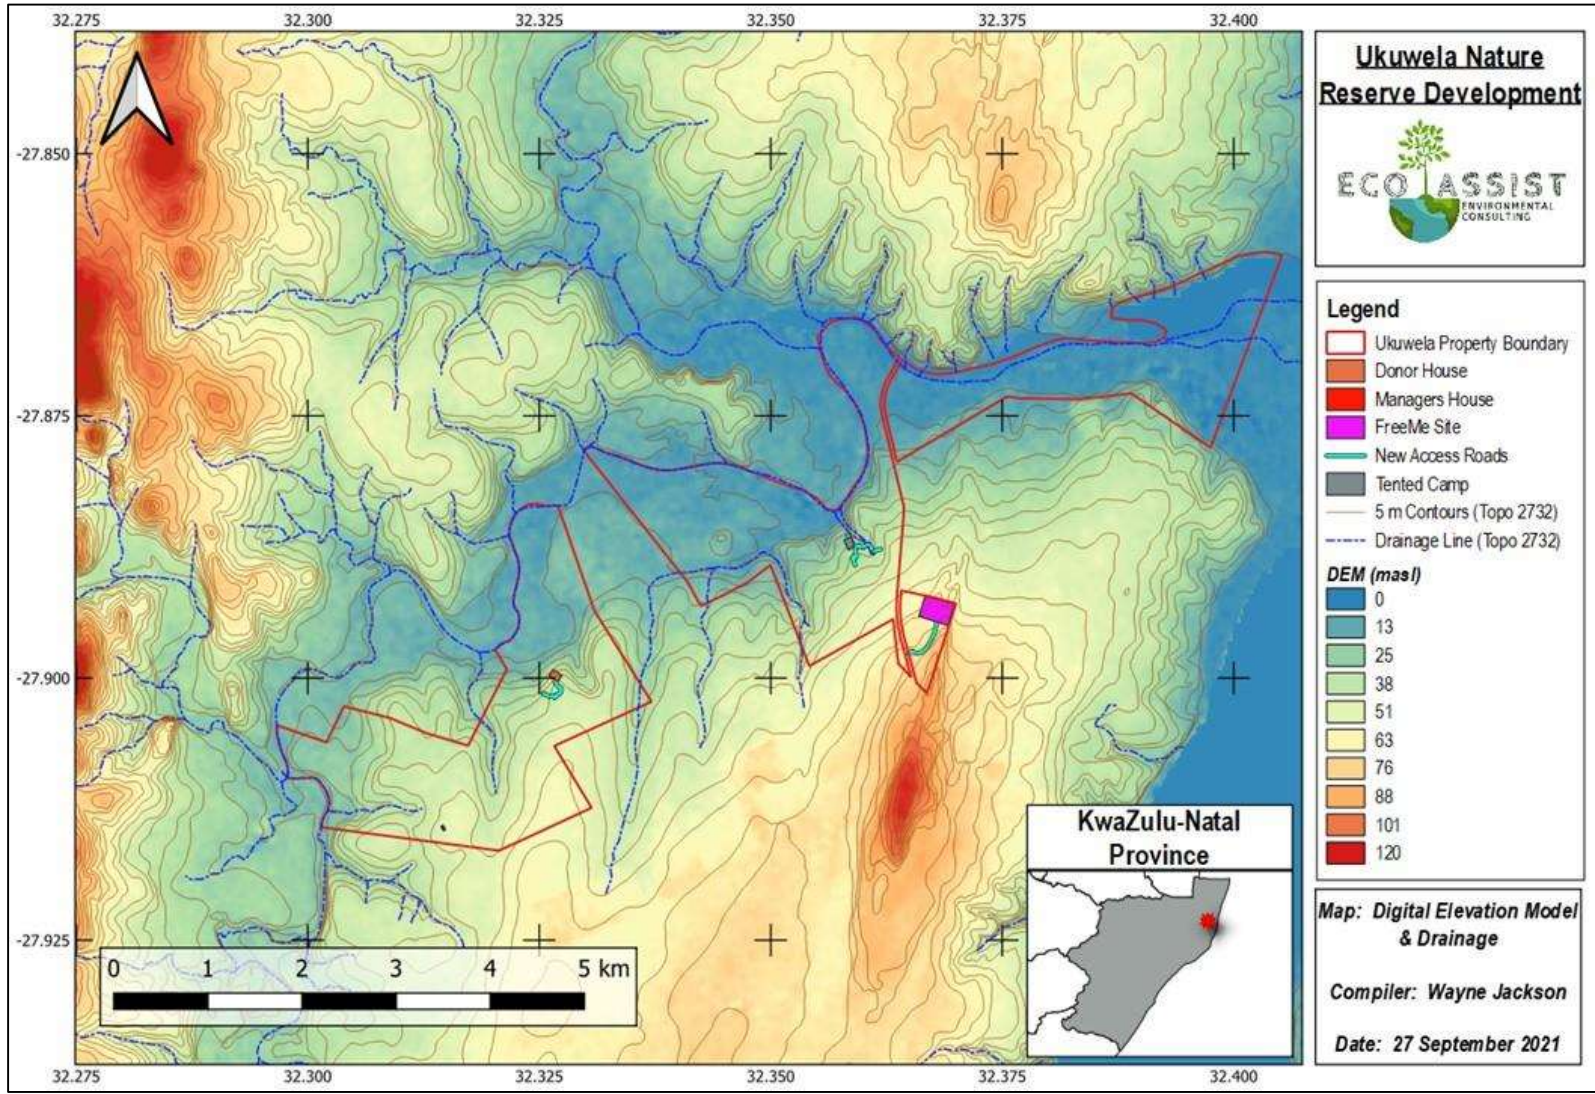 32.275 32.300 32.325 32.350 32.375 32.400
-27.850
-27.875
-27.900
-27.925
0 1 2 3 4 5 km
32.275 32.300 32.325 32.350 32.375 32.400
KwaZulu-Natal
Province
Ukuwela Nature
Reserve Development
ECO ASSIST
ENVIRONMENTAL
CONSULTING
Legend
Ukuwela Property Boundary
Donor House
Managers House
FreeMe Site
New Access Roads
Tented Camp
5 m Contours (Topo 2732)
Drainage Line (Topo 2732)
DEM (masl)
0
13
25
38
51
63
76
88
101
120
Map: Digital Elevation Model
& Drainage
Compiler: Wayne Jackson
Date: 27 September 2021